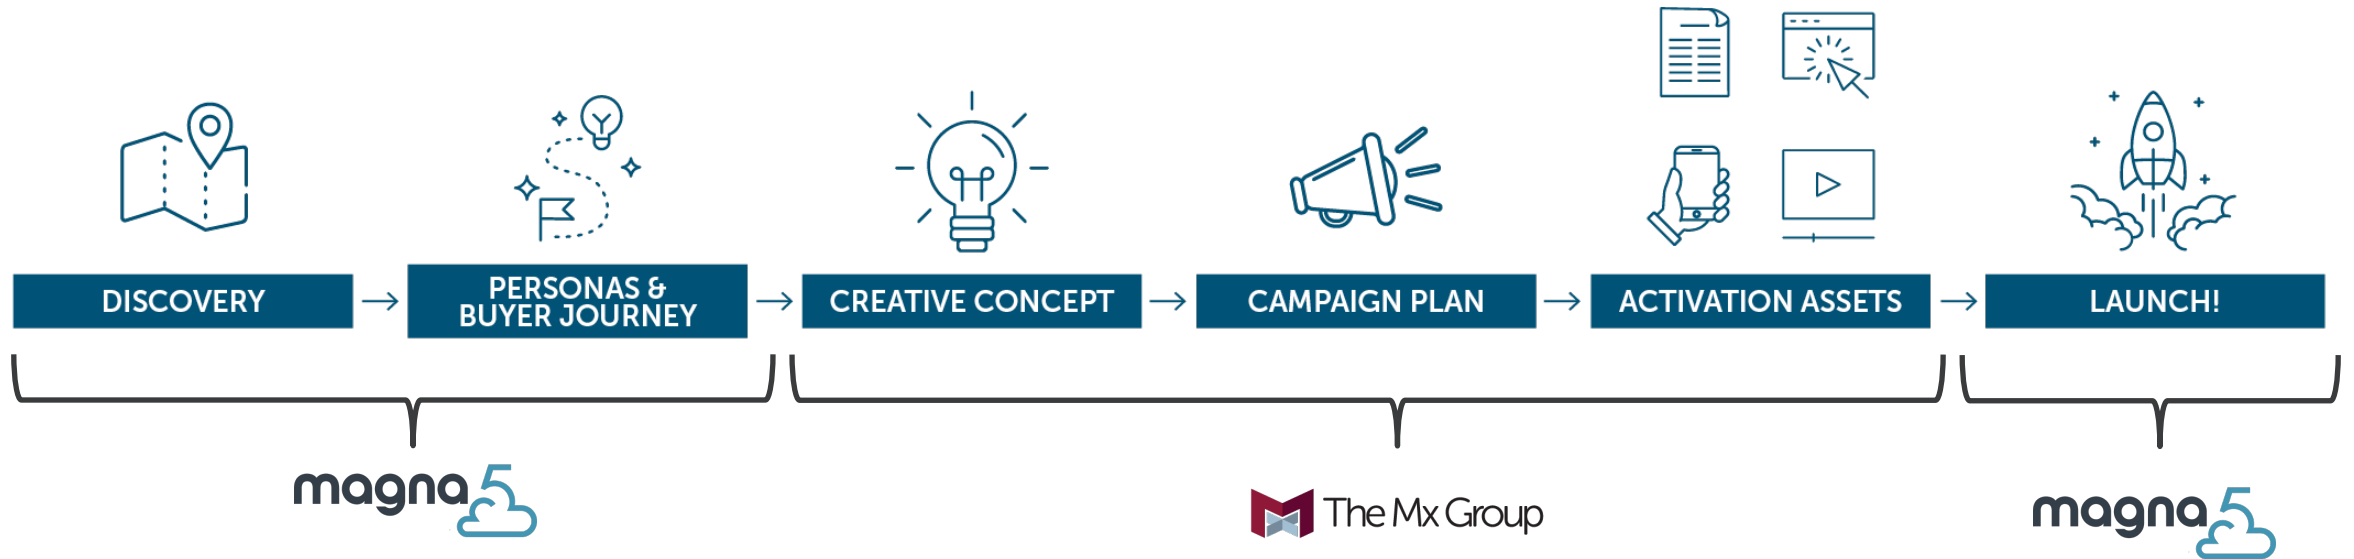 DISCOVERY
PERSONAS &
BUYER JOURNEY
CREATIVE CONCEPT
CAMPAIGN PLAN
ACTIVATION ASSETS
LAUNCH!
magna5
The Mx Group
magna5